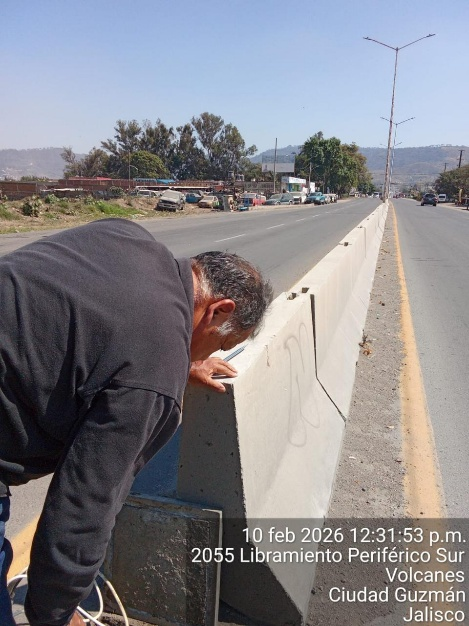 10 feb 2026 12:31:53 p.m.
2055 Libramiento Periférico Sur
Volcanes
Ciudad Guzmán
Jalisco